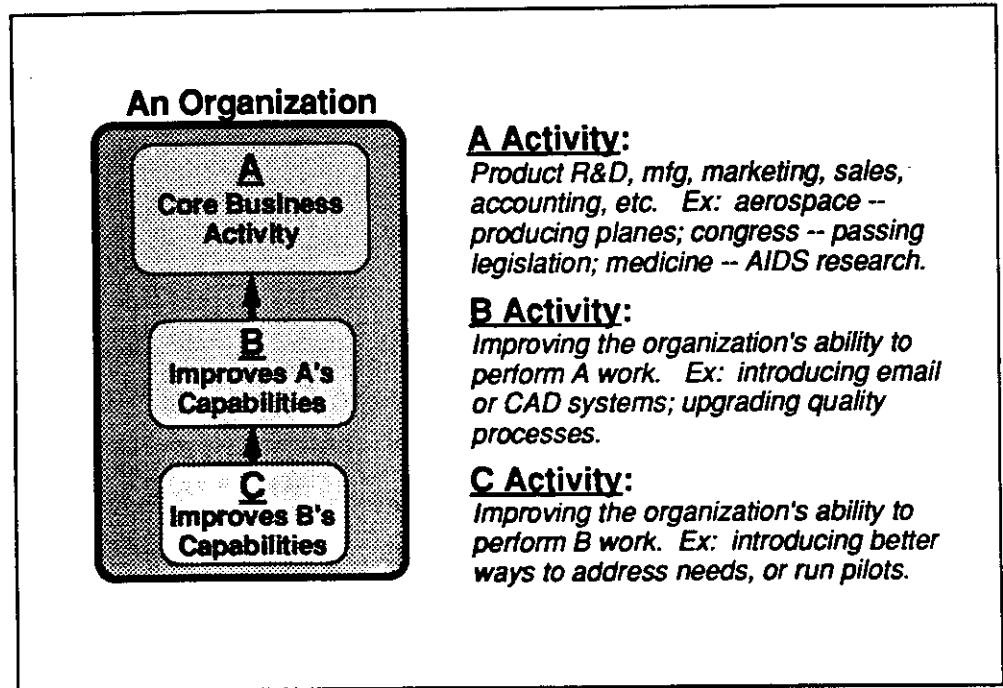 An Organization
A
Core Business
Activity
B
Improves A's
Capabilities
C
Improves B's
Capabilities
A Activity:
Product R&D, mfg, marketing, sales,
accounting, etc. Ex: aerospace --
producing planes; congress -- passing
legislation; medicine -- AIDS research.
B Activity:
Improving the organization's ability to
perform A work. Ex: introducing email
or CAD systems; upgrading quality
processes.
C Activity:
Improving the organization's ability to
perform B work. Ex: introducing better
ways to address needs, or run pilots.